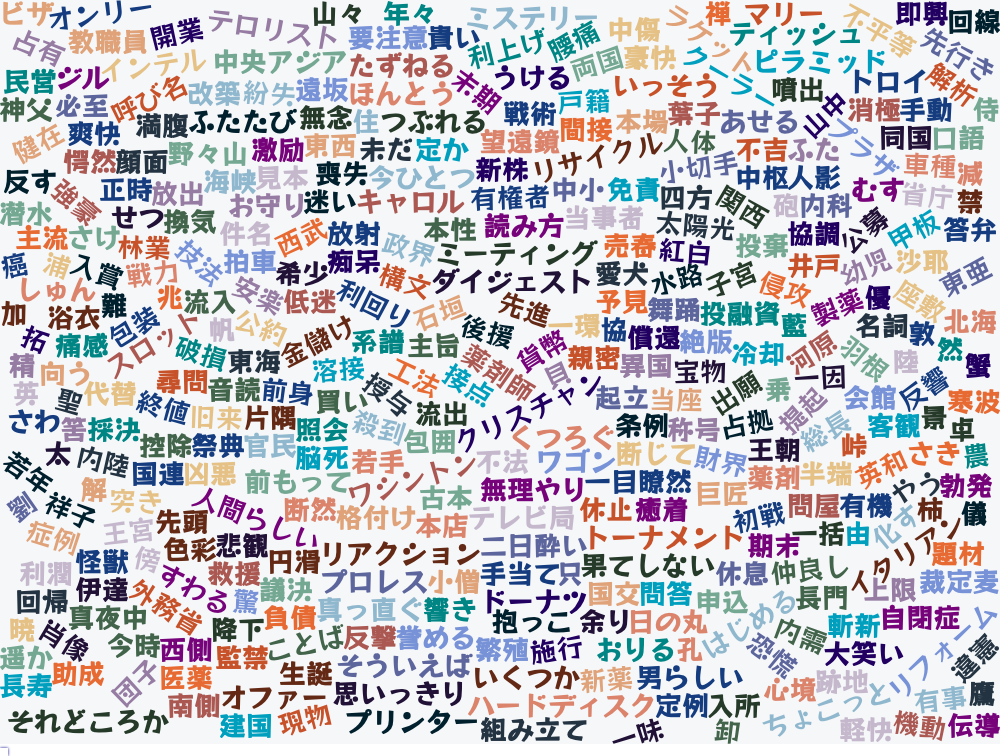 ビザ オンリー テロリスト 山々 年々 ミステリー 中傷 ラダッド 禅 マリー 不平等 即興 回線
占有 教職員 開業 要注意 貴い 利上げ 腰痛 両国 豪快 ティッシュ 先行き
民営 ジル インテル 中央アジア たずねる 末期 うける いっそう クーラー ピラミッド トロイ 解析
神父 必至 呼び名 改築 紛失 遠坂 ほんとう 戦術 戸籍 本場 葉子 噴出 山中 消極 手動 侍
健在 爽快 満腹 ふたたび 無念 住 つぶれる 望遠鏡 間接 人体 あせる プラザ 同国 口語
愕然 顔面 野々山 激励 東西 未だ 定か 新株 リサイクル 小切手 不吉 ふた 車種 減
反す 強豪 正時 放出 海峡 見本 喪失 今ひとつ 有権者 中小 免責 四方 関西 中枢 人影 むす 省庁 禁
潜水 せつ 換気 お守り 迷い キャロル 本性 読み方 当事者 太陽光 砲 内科 公募 甲板 答弁
主流 さけ 林業 技法 件名 西武 放射 政界 ミーティング 売春 紅白 投棄 協調 沙耶
癌 浦 入賞 戦力 拍車 希少 痴呆 構文 ダイジェスト 愛犬 水路 子宮 侵攻 井戸 幼児 東亜
しゅん 兆 流入 安楽 低迷 利回り 石垣 先進 予見 舞踊 投融資 藍 製薬 優 座敷
加 浴衣 難 包装 スロット 帆 公約 金儲け 系譜 主旨 後援 一環 協 償還 絶版 冷却 河原 名詞 敦 北海
拓 痛感 破損 東海 溶接 薬剤師 貨幣 親密 異国 宝物 羽根 陸 然 蟹
精 向う 尋問 音読 前身 授与 工法 接点 貝 クリスチャン 起立 当座 出願 乗 一因 会館 反響 寒波
英 聖 代替 終値 旧来 片隅 買い 殺到 流出 条例 称号 占拠 提起 総長 客観 景 卓
さわ 筈 採決 控除 祭典 官民 照会 包囲 くつろぐ 断じて 財界 王朝 峠 英和 さき 農
太 内陸 国連 凶悪 脳死 若手 ワシントン 不法 ワゴン 一目瞭然 薬剤 半端 やう 勃発
若年 解 突き 前もって 古本 無理やり 巨匠 初戦 問屋 有機 柿 儀
劉 祥子 王宮 先頭 人間らしい 断然 格付け 本店 テレビ局 休止 癒着 一括 由 化す イタリアン
症例 怪獣 傍 色彩 悲観 円滑 リアクション 二日酔い トーナメント 期末 題材
利潤 伊達 すわる 救援 議決 プロレス 小僧 手当て 只 果てしない 休息 仲良し 上限 裁定 麦
回帰 外務省 驚 負債 真っ直ぐ 響き ドーナツ 国交 問答 申込 はじめる 長門 自閉症
暁 肖像 真夜中 降下 ことば 反撃 誉める 抱っこ 余り 日の丸 内需 斬新 リフォーム
遥か 今時 西側 監禁 繁殖 施行 おりる 孔 恐慌 大笑い 違憲
長寿 助成 団子 医薬 生誕 そういえば いくつか 新薬 男らしい 心境 跡地 有事 鷹
南側 オファー 思いっきり ハードディスク 定例 入所 ちょこっと
それどころか 建国 現物 プリンター 組み立て 一味 卸 軽快 機動 伝導